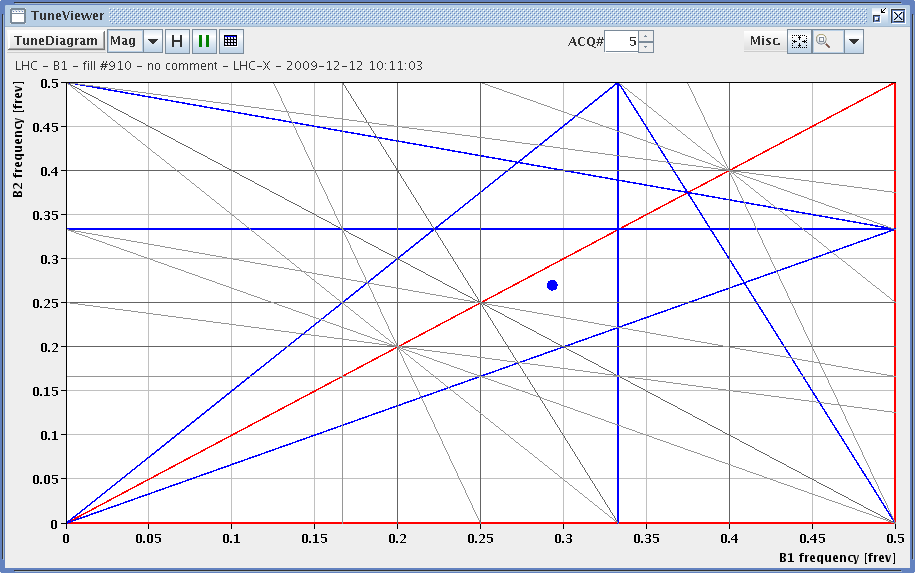 TuneViewer
TuneDiagram Mag H ACQ# 5 Misc.
LHC - B1 - fill #910 - no comment - LHC-X - 2009-12-12 10:11:03
B2 frequency [frev]
0.5
0.45
0.4
0.35
0.3
0.25
0.2
0.15
0.1
0.05
0
0 0.05 0.1 0.15 0.2 0.25 0.3 0.35 0.4 0.45 0.5
B1 frequency [frev]